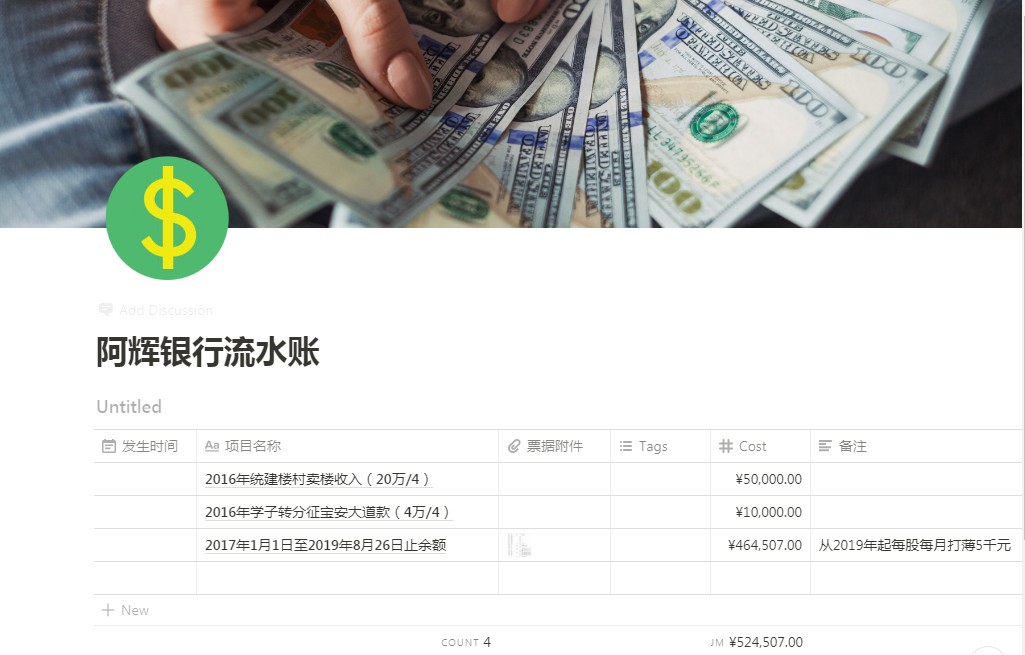 Add Discussion
阿辉银行流水账
Untitled
发生时间 Aa 项目名称 票据附件 Tags Cost 备注
2016年统建楼村卖楼收入（20万/4） ¥50,000.00
2016年学子转分征宝安大道款（4万/4） ¥10,000.00
2017年1月1日至2019年8月26日止余额 ¥464,507.00 从2019年起每股每月打薄5千元
New
COUNT 4 JM ¥524,507.00